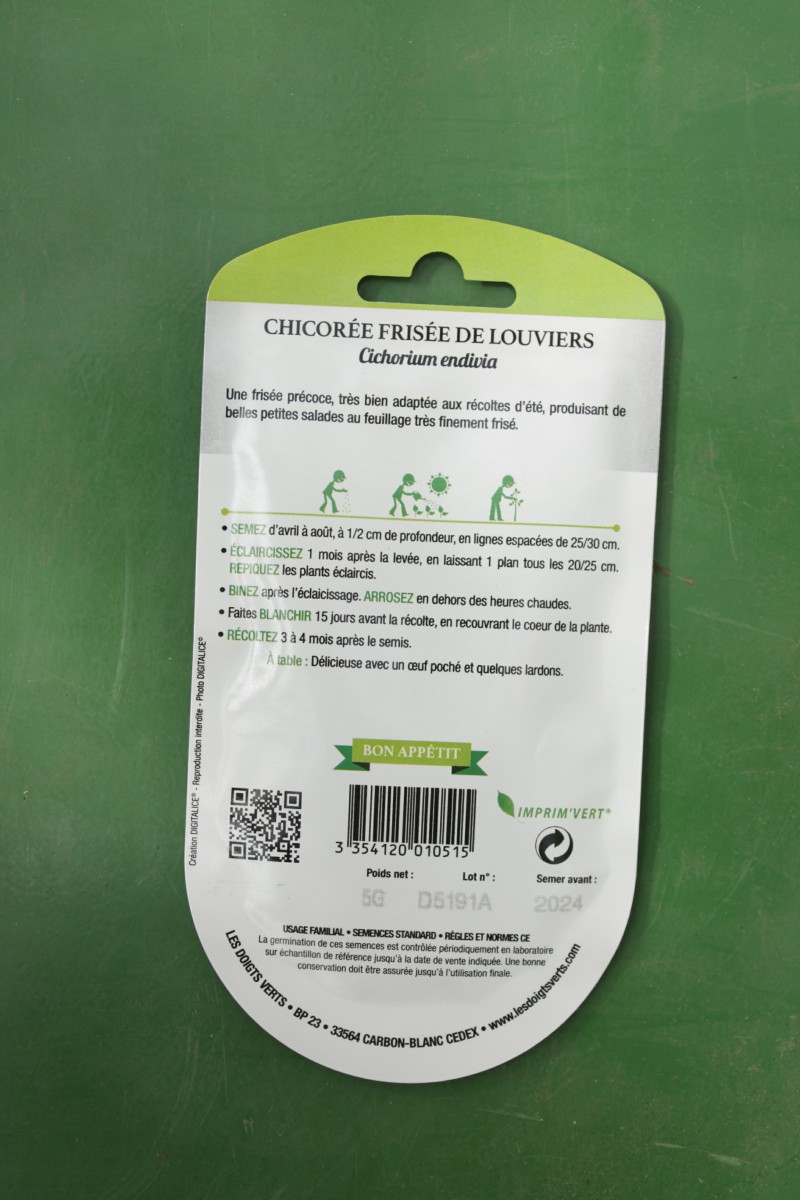 CHICORÉE FRISÉE DE LOUVIERS
Cichorium endivia
Une frisée précoce, très bien adaptée aux récoltes d'été, produisant de
belles petites salades au feuillage très finement frisé.
• SEMEZ d'avril à août, à 1/2 cm de profondeur, en lignes espacées de 25/30 cm.
• ÉCLAIRCISSEZ 1 mois après la levée, en laissant 1 plan tous les 20/25 cm.
REPIQUEZ les plants éclaircis.
• BINEZ après l'éclaicissage. ARROSEZ en dehors des heures chaudes.
• Faites BLANCHIR 15 jours avant la récolte, en recouvrant le coeur de la plante.
• RÉCOLTEZ 3 à 4 mois après le semis.
À table : Délicieuse avec un œuf poché et quelques lardons.
Création DIGITALICE® - Reproduction interdite - Photo DIGITALICE®
BON APPÉTIT
IMPRIM'VERT®
3 354120 010515
Poids net : Lot n° : Semer avant :
5G D5191A 2024
USAGE FAMILIAL • SEMENCES STANDARD • RÈGLES ET NORMES CE
La germination de ces semences est contrôlée périodiquement en laboratoire
sur échantillon de référence jusqu'à la date de vente indiquée. Une bonne
conservation doit être assurée jusqu'à l'utilisation finale.
LES DOIGTS VERTS • BP 23 • 33564 CARBON-BLANC CEDEX • www.lesdoigtsverts.com